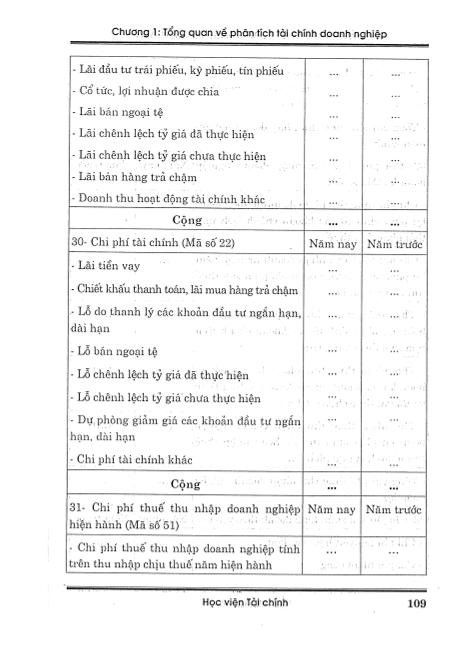 Chương 1: Tổng quan về phân tích tài chính doanh nghiệp
- Lãi đầu tư trái phiếu, kỳ phiếu, tín phiếu ... ...
- Cổ tức, lợi nhuận được chia ... ...
- Lãi bán ngoại tệ ... ...
- Lãi chênh lệch tỷ giá đã thực hiện ... ...
- Lãi chênh lệch tỷ giá chưa thực hiện ... ...
- Lãi bán hàng trả chậm ... ...
- Doanh thu hoạt động tài chính khác ... ...
Cộng ... ...
30- Chi phí tài chính (Mã số 22) Năm nay Năm trước
- Lãi tiền vay ... ...
- Chiết khấu thanh toán, lãi mua hàng trả chậm ... ...
- Lỗ do thanh lý các khoản đầu tư ngắn hạn, ... ...
dài hạn
- Lỗ bán ngoại tệ ... ...
- Lỗ chênh lệch tỷ giá đã thực hiện ... ...
- Lỗ chênh lệch tỷ giá chưa thực hiện ... ...
- Dự phòng giảm giá các khoản đầu tư ngắn ... ...
hạn, dài hạn
- Chi phí tài chính khác ... ...
Cộng ... ...
31- Chi phí thuế thu nhập doanh nghiệp Năm nay Năm trước
hiện hành (Mã số 51)
- Chi phí thuế thu nhập doanh nghiệp tính ... ...
trên thu nhập chịu thuế năm hiện hành
Học viện Tài chính 109